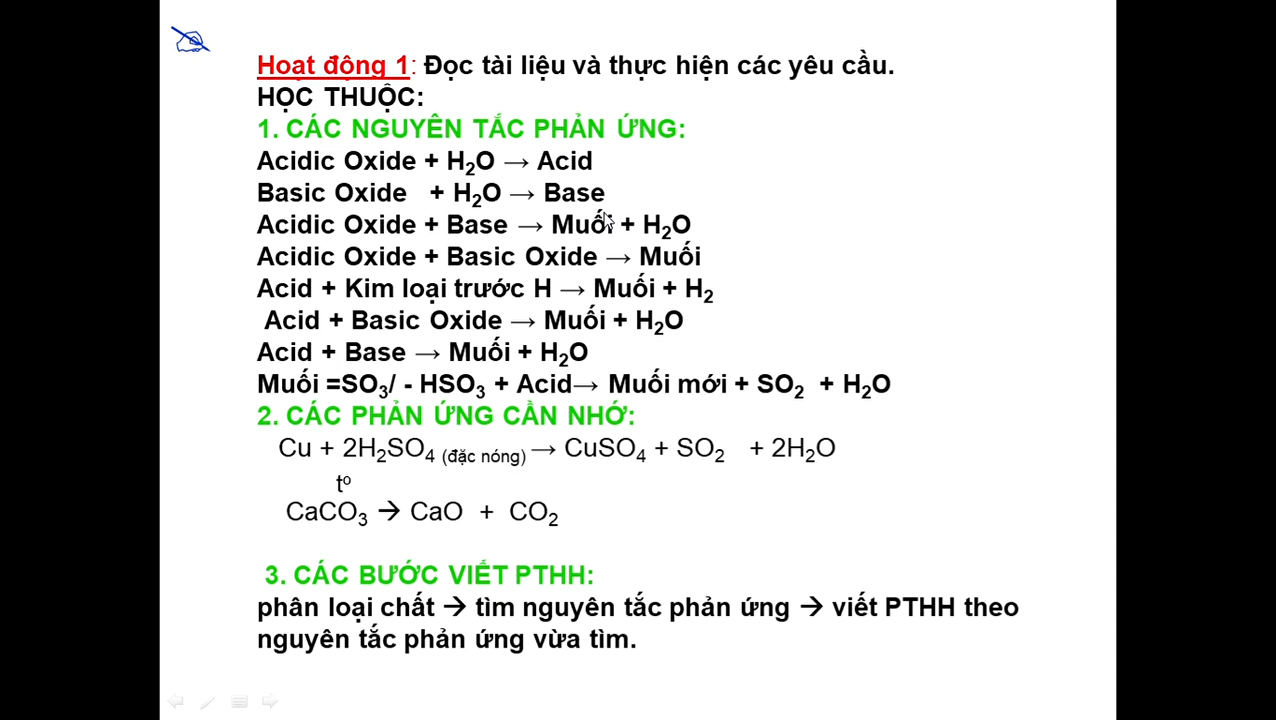 Hoạt động 1: Đọc tài liệu và thực hiện các yêu cầu.
HỌC THUỘC:
1. CÁC NGUYÊN TẮC PHẢN ỨNG:
Acidic Oxide + H₂O → Acid
Basic Oxide + H₂O → Base
Acidic Oxide + Base → Muối + H₂O
Acidic Oxide + Basic Oxide → Muối
Acid + Kim loại trước H → Muối + H₂
Acid + Basic Oxide → Muối + H₂O
Acid + Base → Muối + H₂O
Muối =SO₃/ - HSO₃ + Acid→ Muối mới + SO₂ + H₂O
2. CÁC PHẢN ỨNG CẦN NHỚ:
Cu + 2H₂SO₄ (đặc nóng) → CuSO₄ + SO₂ + 2H₂O
tº
CaCO₃ → CaO + CO₂
3. CÁC BƯỚC VIẾT PTHH:
phân loại chất → tìm nguyên tắc phản ứng → viết PTHH theo
nguyên tắc phản ứng vừa tìm.